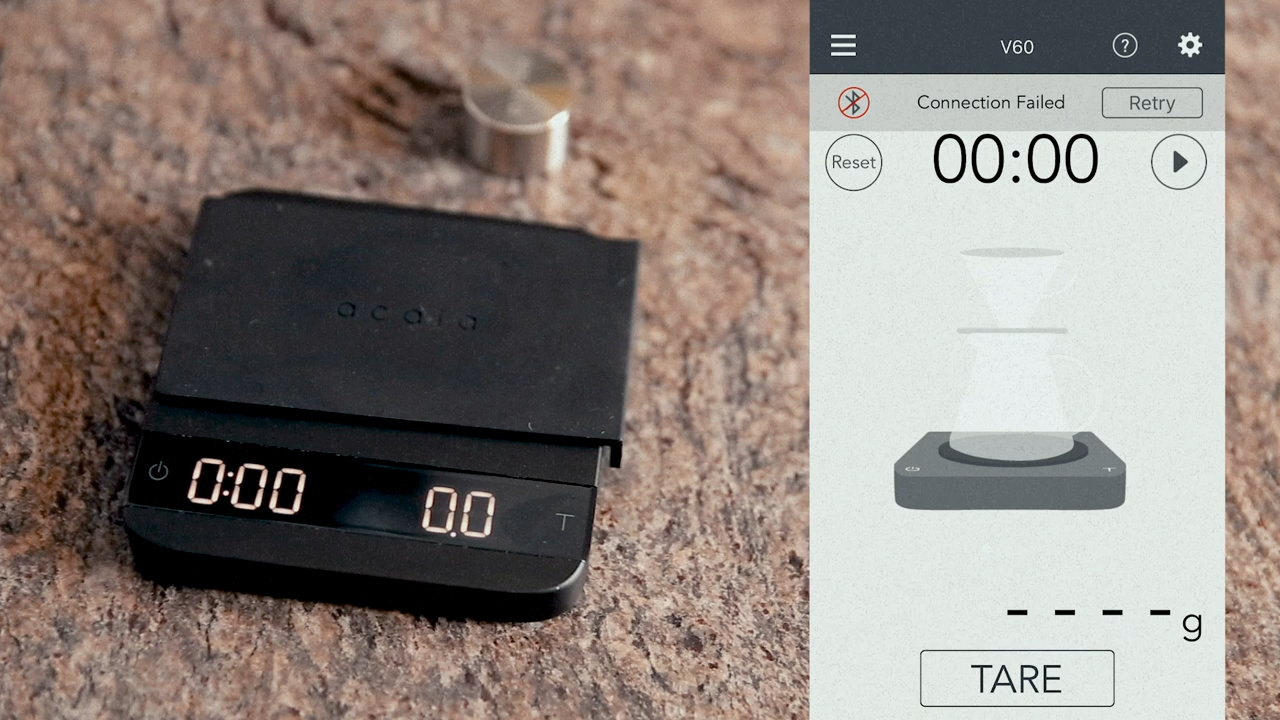 acaia
0:00
0.0
T
V60
?
Connection Failed
Retry
Reset
00:00
----g
TARE